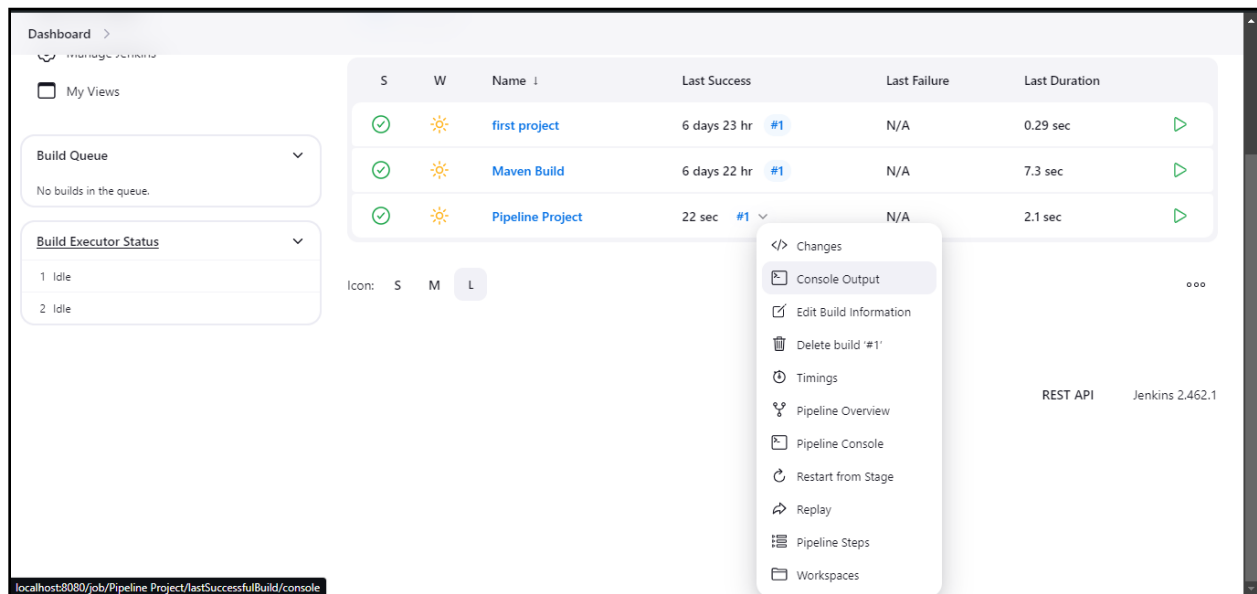 Dashboard
Manage Jenkins
My Views
Build Queue
No builds in the queue.
Build Executor Status
1 Idle
2 Idle
S W Name ↓ Last Success Last Failure Last Duration
first project 6 days 23 hr #1 N/A 0.29 sec
Maven Build 6 days 22 hr #1 N/A 7.3 sec
Pipeline Project 22 sec #1 N/A 2.1 sec
Icon: S M L
Changes
Console Output
Edit Build Information
Delete build '#1'
Timings
Pipeline Overview
Pipeline Console
Restart from Stage
Replay
Pipeline Steps
Workspaces
REST API Jenkins 2.462.1
localhost:8080/job/Pipeline Project/lastSuccessfulBuild/console